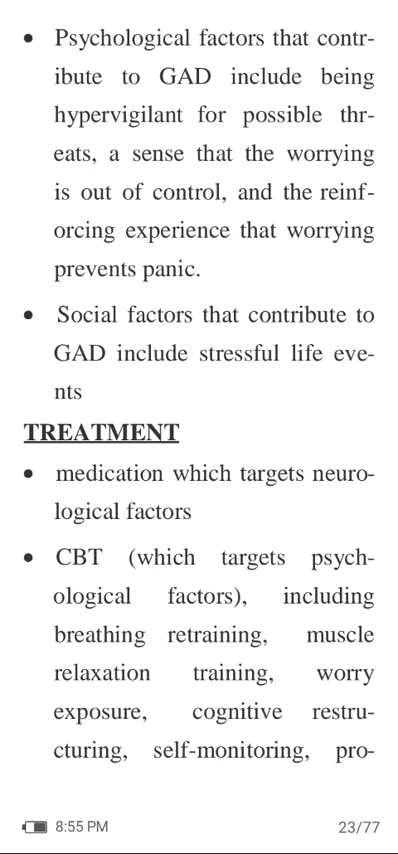 • Psychological factors that contr-
ibute to GAD include being
hypervigilant for possible thr-
eats, a sense that the worrying
is out of control, and the reinf-
orcing experience that worrying
prevents panic.
• Social factors that contribute to
GAD include stressful life eve-
nts
TREATMENT
• medication which targets neuro-
logical factors
• CBT (which targets psych-
ological factors), including
breathing retraining, muscle
relaxation training, worry
exposure, cognitive restru-
cturing, self-monitoring, pro-
8:55 PM 23/77